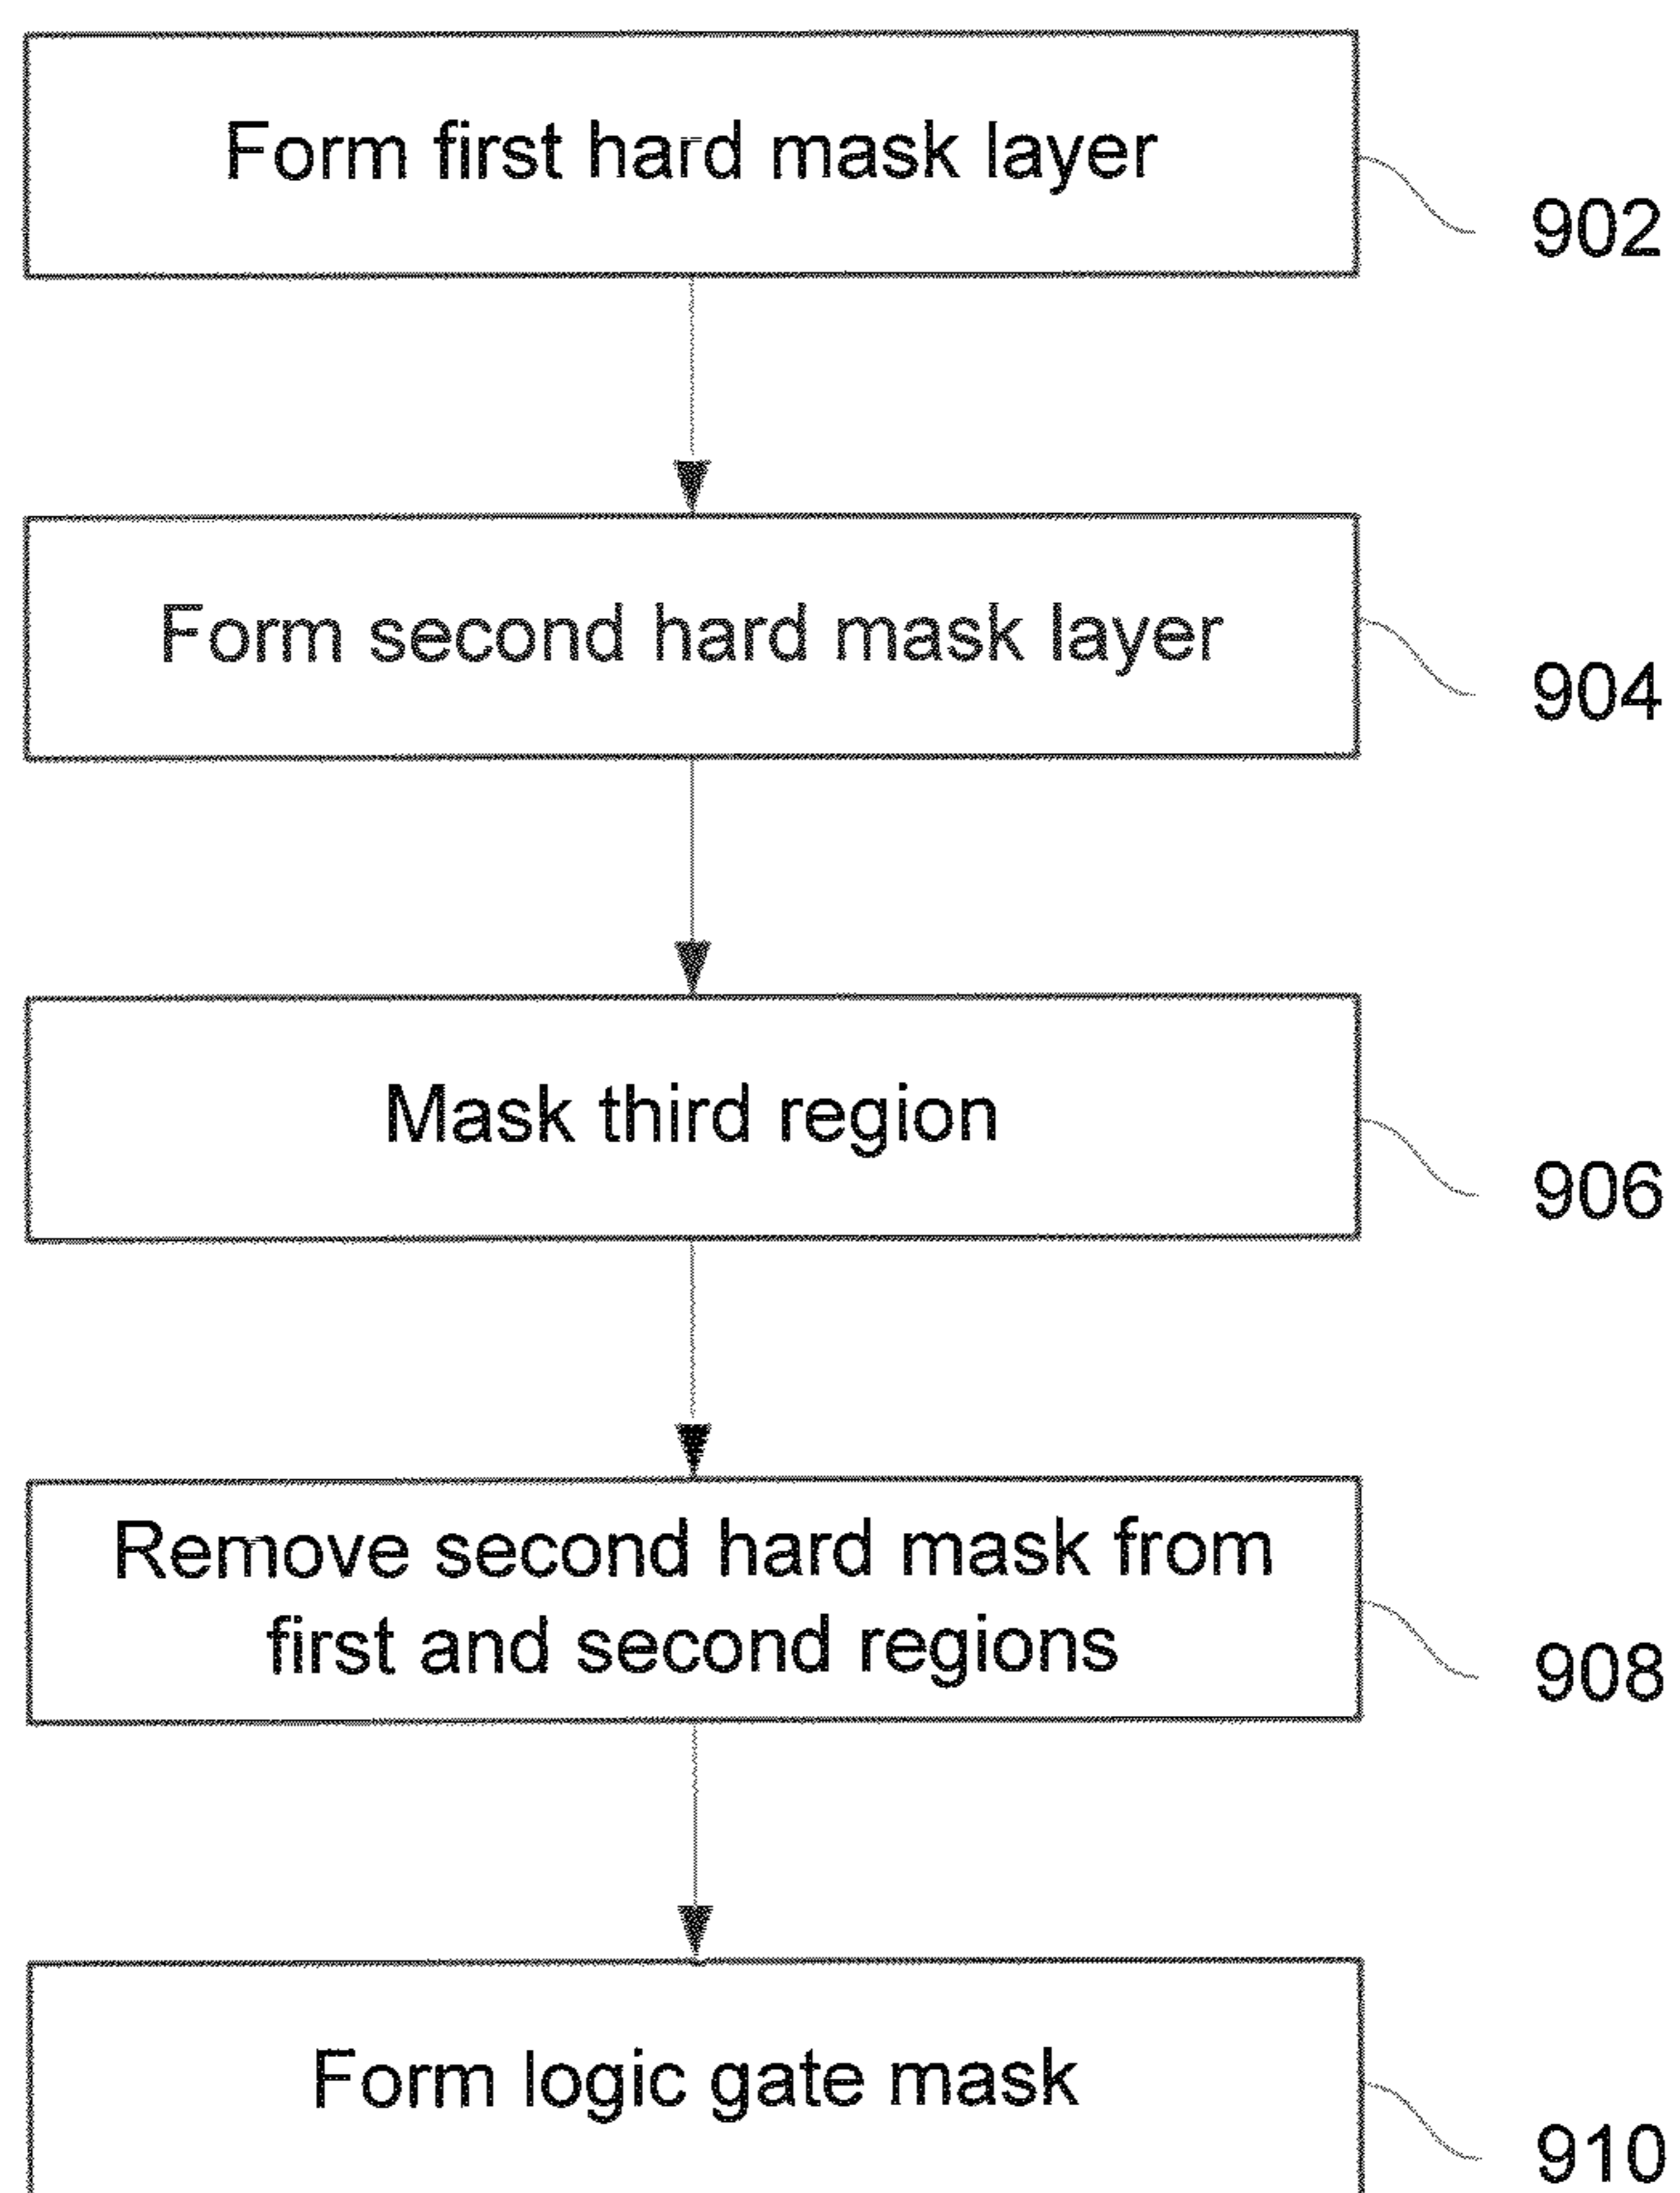 Form first hard mask layer
902
Form second hard mask layer
904
Mask third region
906
Remove second hard mask from
first and second regions
908
Form logic gate mask
910